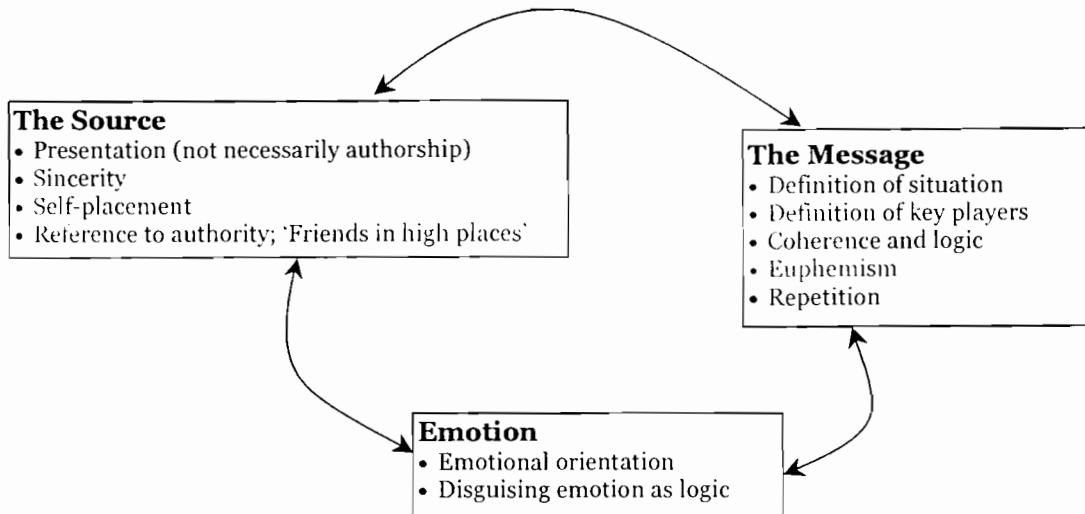 The Source
• Presentation (not necessarily authorship)
• Sincerity
• Self-placement
• Reference to authority; 'Friends in high places'
The Message
• Definition of situation
• Definition of key players
• Coherence and logic
• Euphemism
• Repetition
Emotion
• Emotional orientation
• Disguising emotion as logic